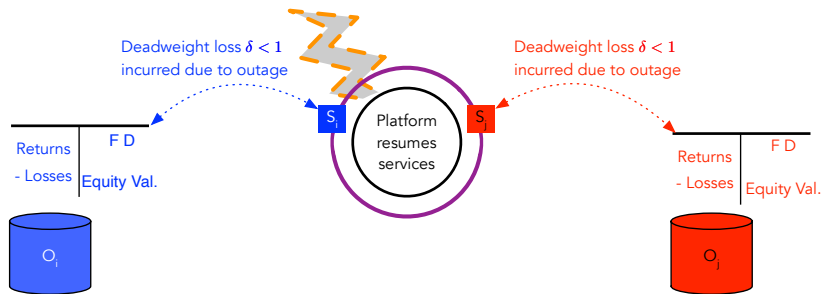 Deadweight loss δ < 1
incurred due to outage
Deadweight loss δ < 1
incurred due to outage
S_i
Platform
resumes
services
S_j
F D
Returns
- Losses
Equity Val.
O_i
F D
Returns
- Losses
Equity Val.
O_j